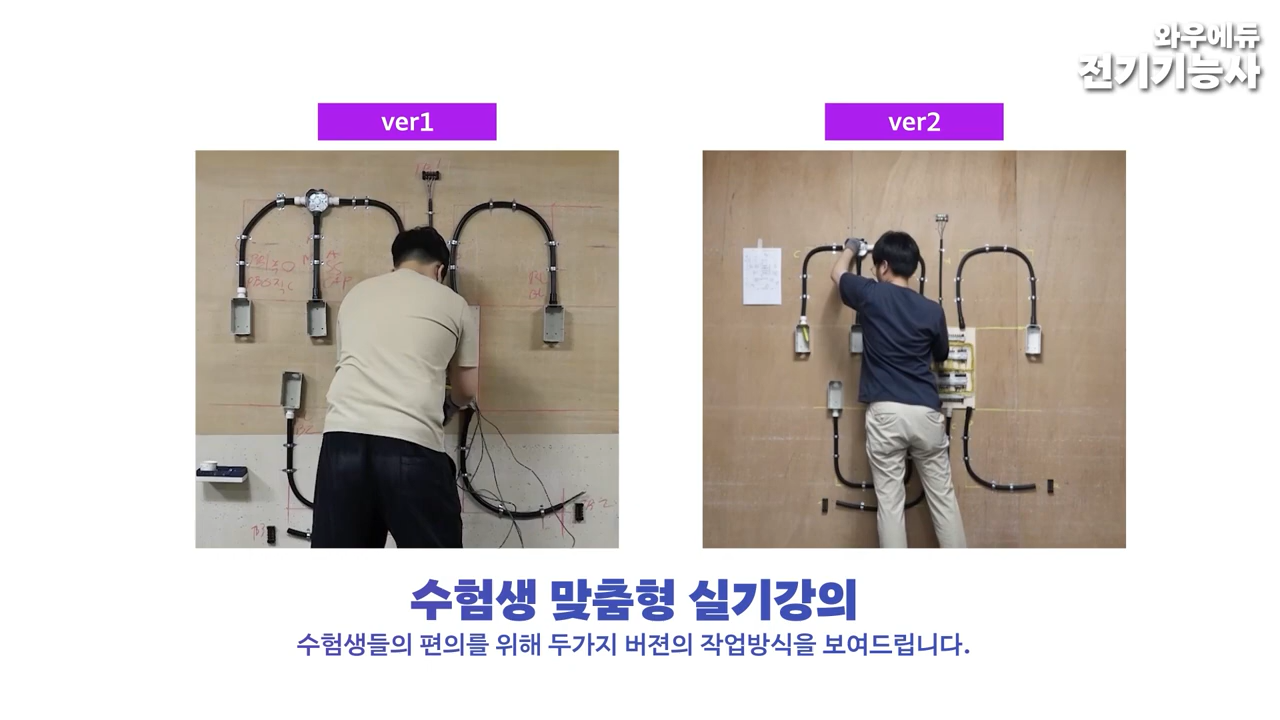 와우에듀
전기기능사
ver1
ver2
수험생 맞춤형 실기강의
수험생들의 편의를 위해 두가지 버젼의 작업방식을 보여드립니다.